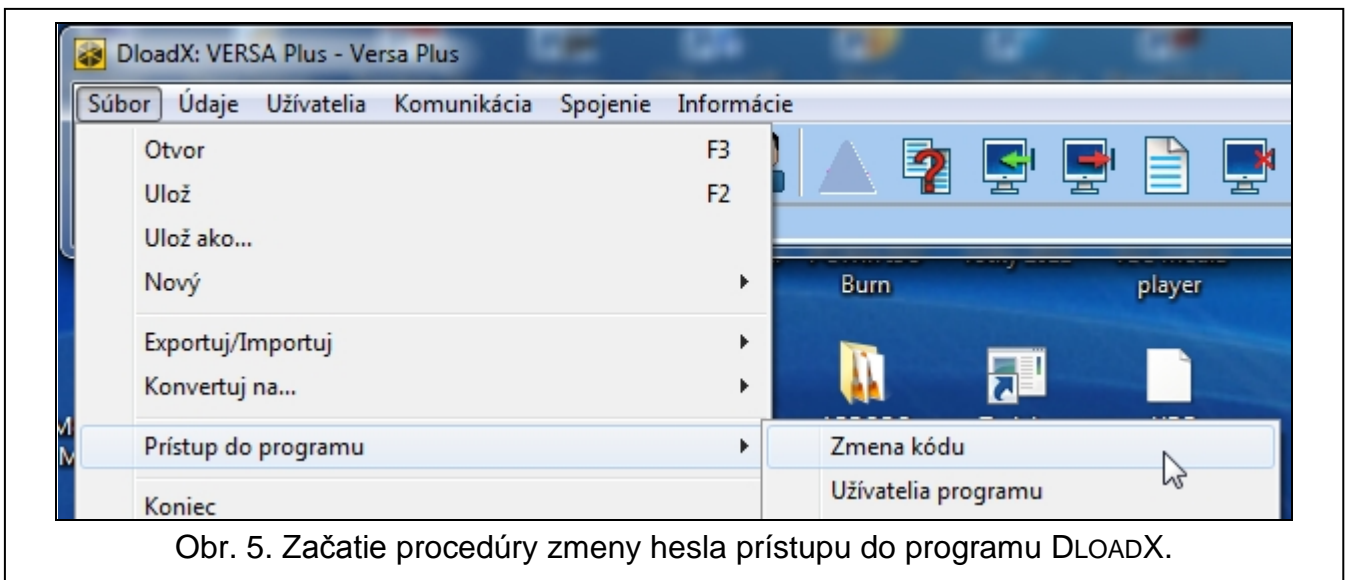 DloadX: VERSA Plus - Versa Plus
Súbor Údaje Užívatelia Komunikácia Spojenie Informácie
Otvor F3
Ulož F2
Ulož ako...
Nový
Burn player
Exportuj/Importuj
Konvertuj na...
Prístup do programu
Zmena kódu
Užívatelia programu
Koniec
Obr. 5. Začatie procedúry zmeny hesla prístupu do programu DLOADX.